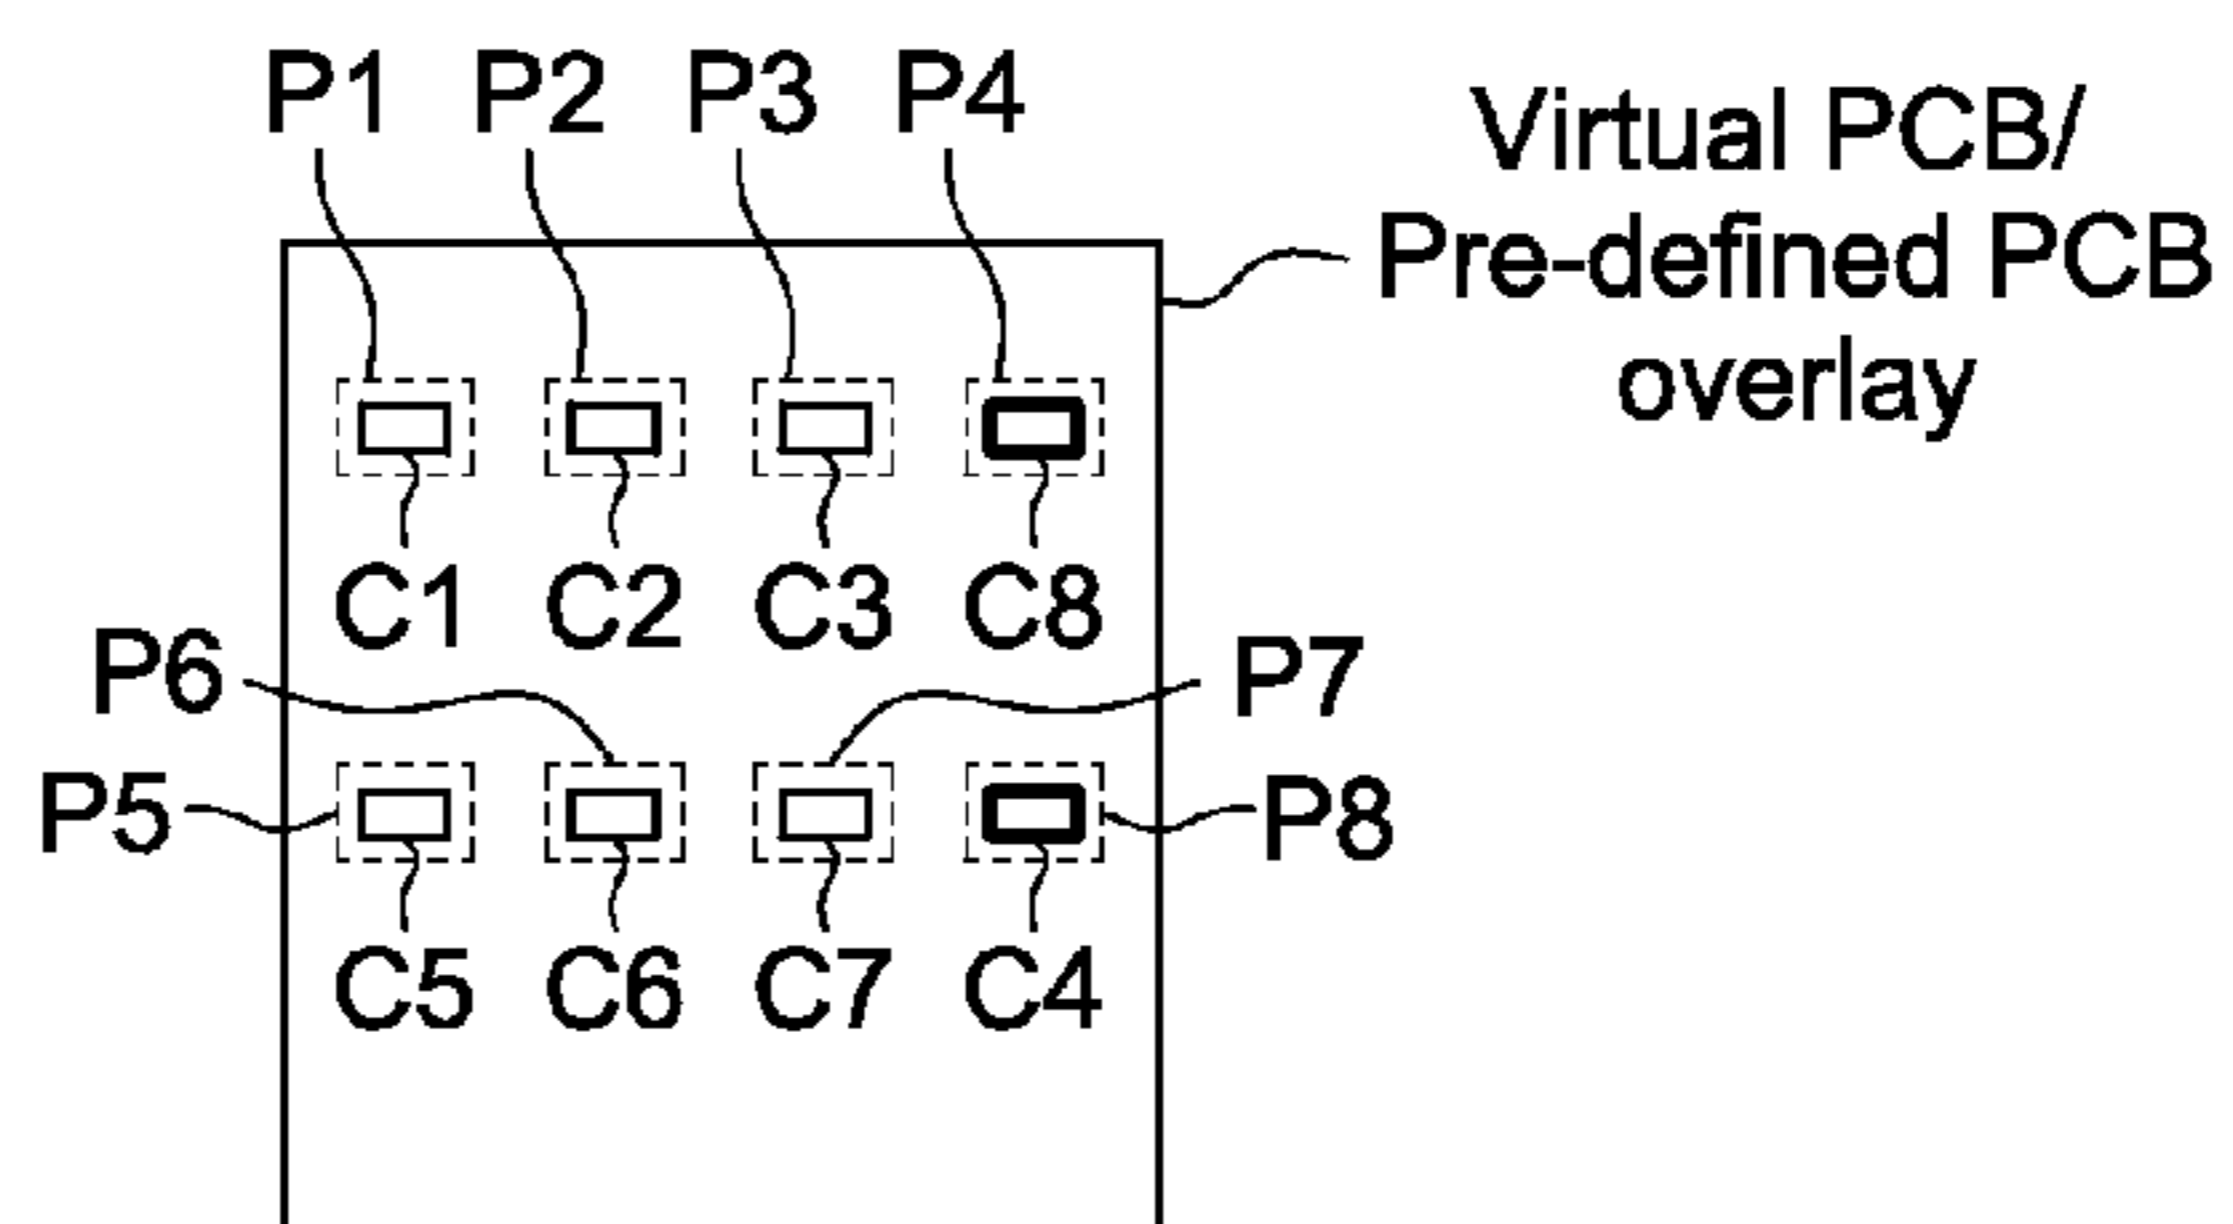 P1 P2 P3 P4
Virtual PCB/
Pre-defined PCB
overlay
C1 C2 C3 C8
P6 P7
P5 P8
C5 C6 C7 C4